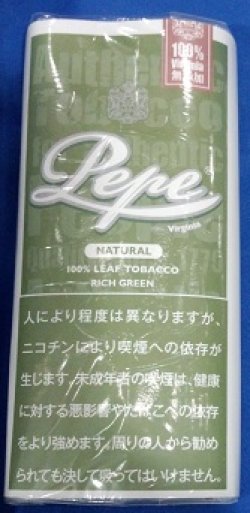 100%
Virginia
無添加
Pepe
Virginia
NATURAL
100% LEAF TOBACCO
RICH GREEN
人により程度は異なりますが、
ニコチンにより喫煙への依存が
生じます。未成年者の喫煙は、健康
に対する悪影響やたばこへの依存
をより強めます。周りの人から勧め
られても決して吸ってはいけません。